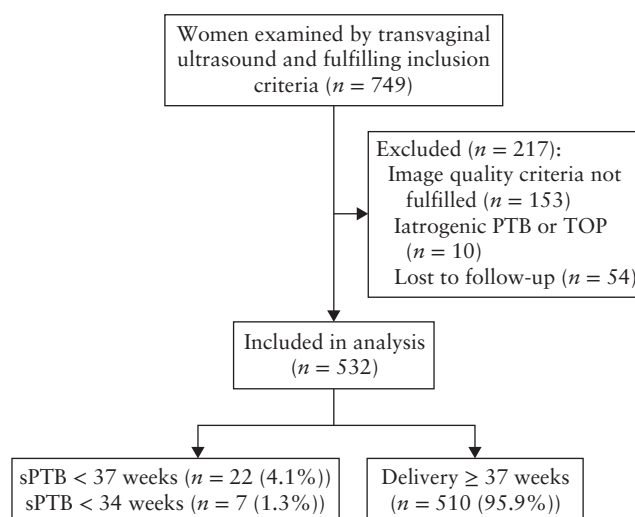 Women examined by transvaginal
ultrasound and fulfilling inclusion
criteria (n = 749)
Excluded (n = 217):
Image quality criteria not
fulfilled (n = 153)
Iatrogenic PTB or TOP
(n = 10)
Lost to follow-up (n = 54)
Included in analysis
(n = 532)
sPTB < 37 weeks (n = 22 (4.1%))
sPTB < 34 weeks (n = 7 (1.3%))
Delivery ≥ 37 weeks
(n = 510 (95.9%))